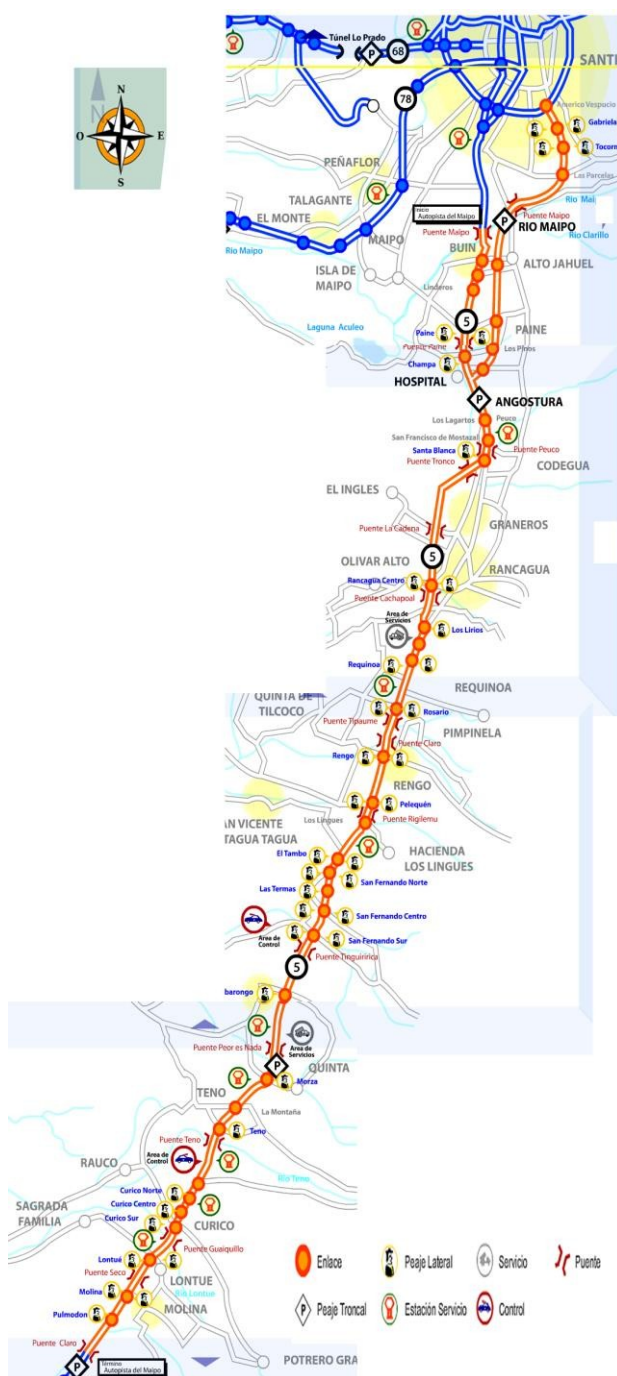 N
N
O
E
S
Túnel Lo Prado
P
68
SANTI
78
Americo Vespucio
Gabriela
Tocorn
PEÑAFLOR
Las Parcelas
TALAGANTE
Rio Mai
EL MONTE
Inicio
Autopista del Maipo
Puente Maipo
P
RIO MAIPO
MAIPO
Puente Maipo
Rio Clarillo
Rio Maipo
BUIN
ALTO JAHUEL
ISLA DE
MAIPO
Linderos
5
Laguna Aculeo
Paine
PAINE
Puente Paine
Los Pinos
Champa
HOSPITAL
P
ANGOSTURA
Los Lagartos
Peuco
San Francisco de Mostazal
Santa Blanca
Puente Peuco
Puente Tronco
CODEGUA
EL INGLES
GRANEROS
Puente La Cadena
5
OLIVAR ALTO
RANCAGUA
Rancagua Centro
Puente Cachapoal
Area de
Servicios
Los Lirios
Requinoa
REQUINOA
QUINTA DE
TILCOCO
Rosario
Puente Tipaume
PIMPINELA
Puente Claro
Rengo
RENGO
Pelequén
AN VICENTE
TAGUA TAGUA
Los Lingues
Puente Rigilemu
HACIENDA
LOS LINGUES
El Tambo
San Fernando Norte
Las Termas
San Fernando Centro
Area de
Control
San Fernando Sur
Puente Tinguiririca
5
barongo
Puente Peor es Nada
Area de
Servicios
P
QUINTA
Morza
TENO
La Montaña
Teno
Puente Teno
Area de
Control
RAUCO
Rio Teno
Curico Norte
SAGRADA
FAMILIA
Curico Centro
Curico Sur
CURICO
Puente Guaiquillo
Lontué
Puente Seco
LONTUE
Rio Lontue
Molina
MOLINA
Pulmodon
Puente Claro
P
Término
Autopista del Maipo
POTRERO GRA
Enlace
Peaje Lateral
Servicio
Puente
P
Peaje Troncal
Estación Servicio
Control